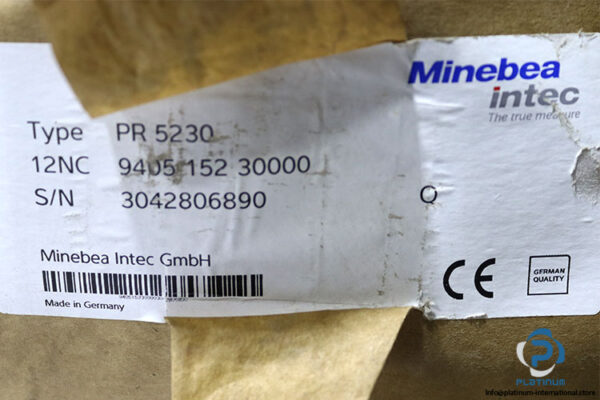 Minebea
intec
The true measure
Type PR 5230
12NC 9405 152 30000
S/N 3042806890
Q
Minebea Intec GmbH
Made in Germany
CE
GERMAN
QUALITY
PLATINUM
info@platinum-international.store